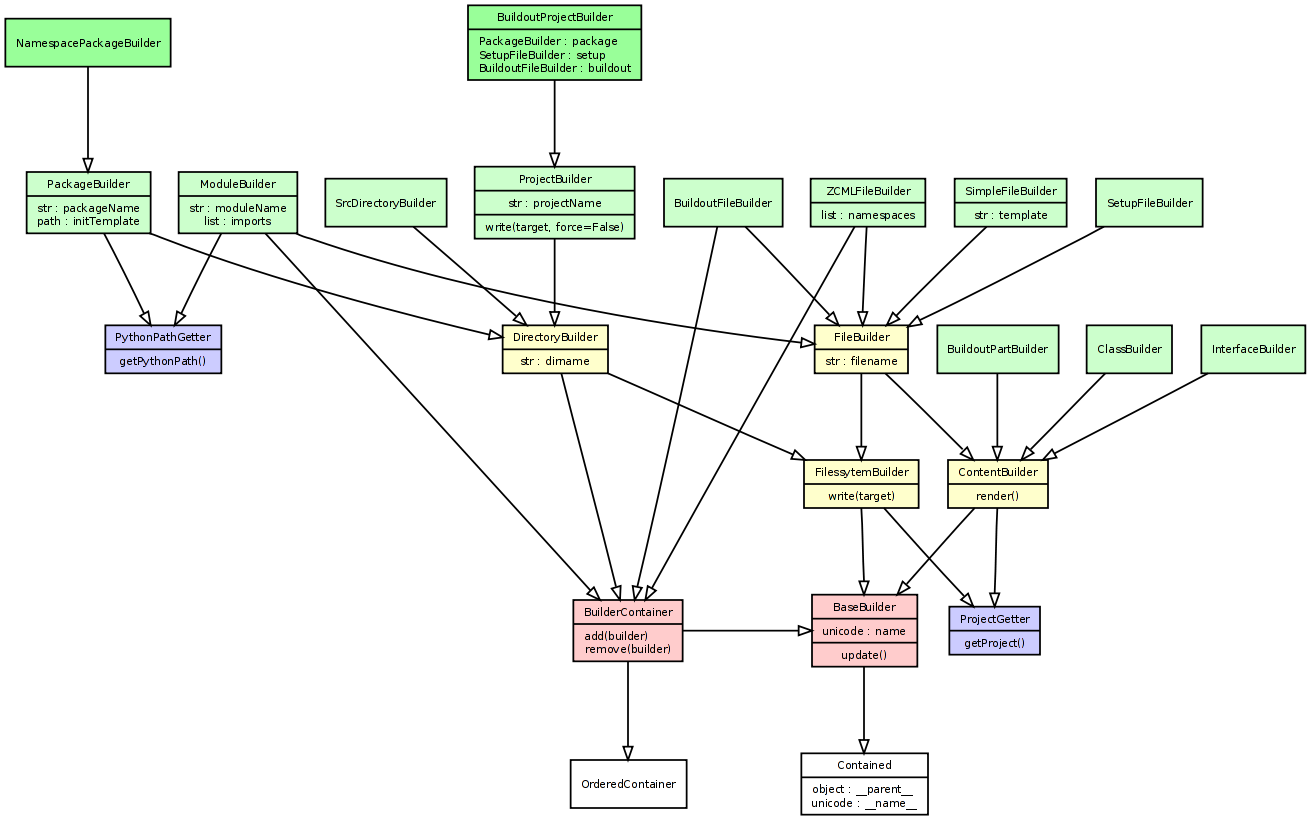 BuildoutProjectBuilder
NamespacePackageBuilder
PackageBuilder : package
SetupFileBuilder : setup
BuildoutFileBuilder : buildout
PackageBuilder
str : packageName
path : initTemplate
ModuleBuilder
str : moduleName
list : imports
SrcDirectoryBuilder
ProjectBuilder
str : projectName
write(target, force=False)
BuildoutFileBuilder
ZCMLFileBuilder
list : namespaces
SimpleFileBuilder
str : template
SetupFileBuilder
PythonPathGetter
getPythonPath()
DirectoryBuilder
str : dirname
FileBuilder
str : filename
BuildoutPartBuilder
ClassBuilder
InterfaceBuilder
FilessytemBuilder
write(target)
ContentBuilder
render()
BuilderContainer
add(builder)
remove(builder)
BaseBuilder
unicode : name
update()
ProjectGetter
getProject()
OrderedContainer
Contained
object : __parent__
unicode : __name__